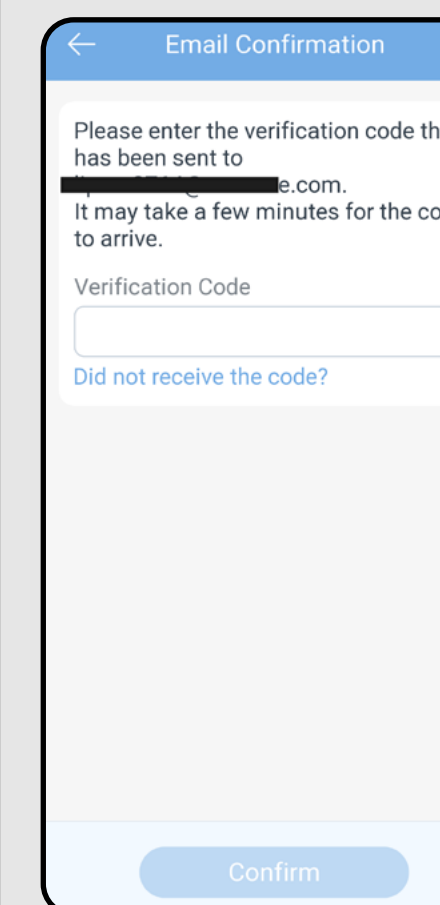 Email Confirmation
Please enter the verification code th
has been sent to
e.com.
It may take a few minutes for the co
to arrive.
Verification Code
Did not receive the code?
Confirm